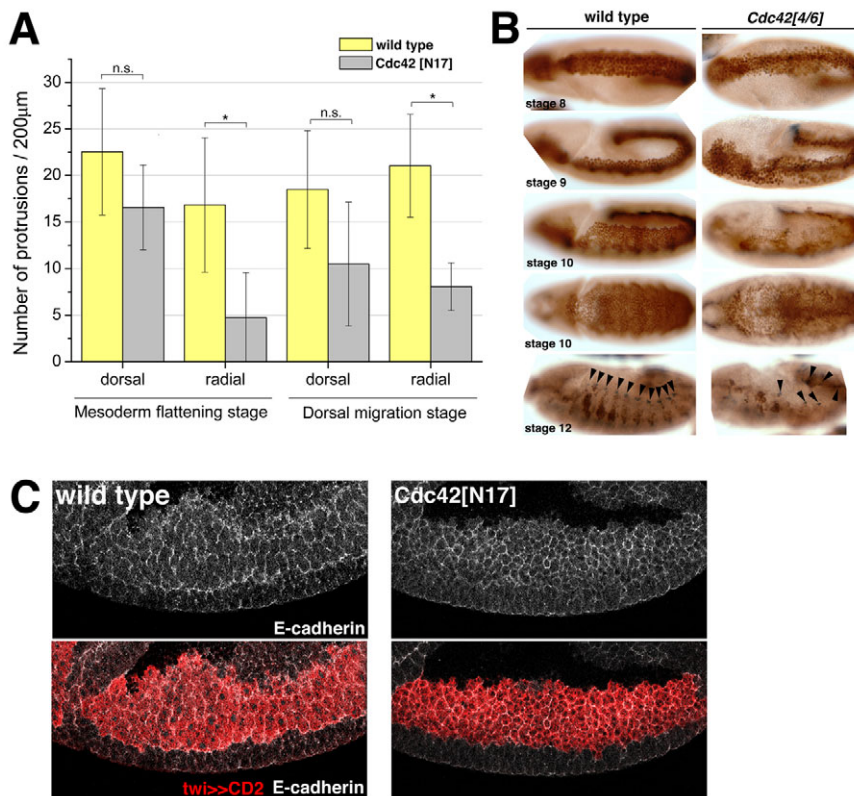 A
wild type
Cdc42 [N17]
Number of protrusions / 200μm
30
25
20
15
10
5
0
n.s.
*
n.s.
*
dorsal
radial
dorsal
radial
Mesoderm flattening stage
Dorsal migration stage
B
wild type
Cdc42[4/6]
stage 8
stage 9
stage 10
stage 10
stage 12
C
wild type
Cdc42[N17]
E-cadherin
twi>>CD2 E-cadherin